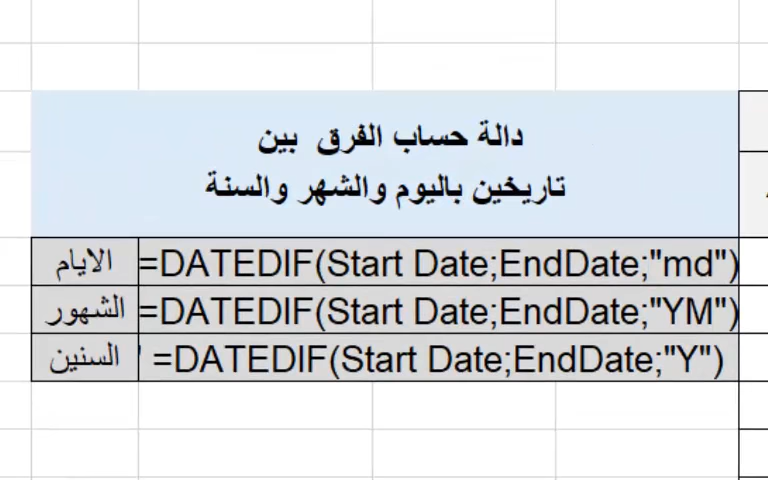 دالة حساب الفرق بين
تاريخين باليوم والشهر والسنة
الايام =DATEDIF(Start Date;EndDate;"md")
الشهور =DATEDIF(Start Date;EndDate;"YM")
السنين ' =DATEDIF(Start Date;EndDate;"Y")